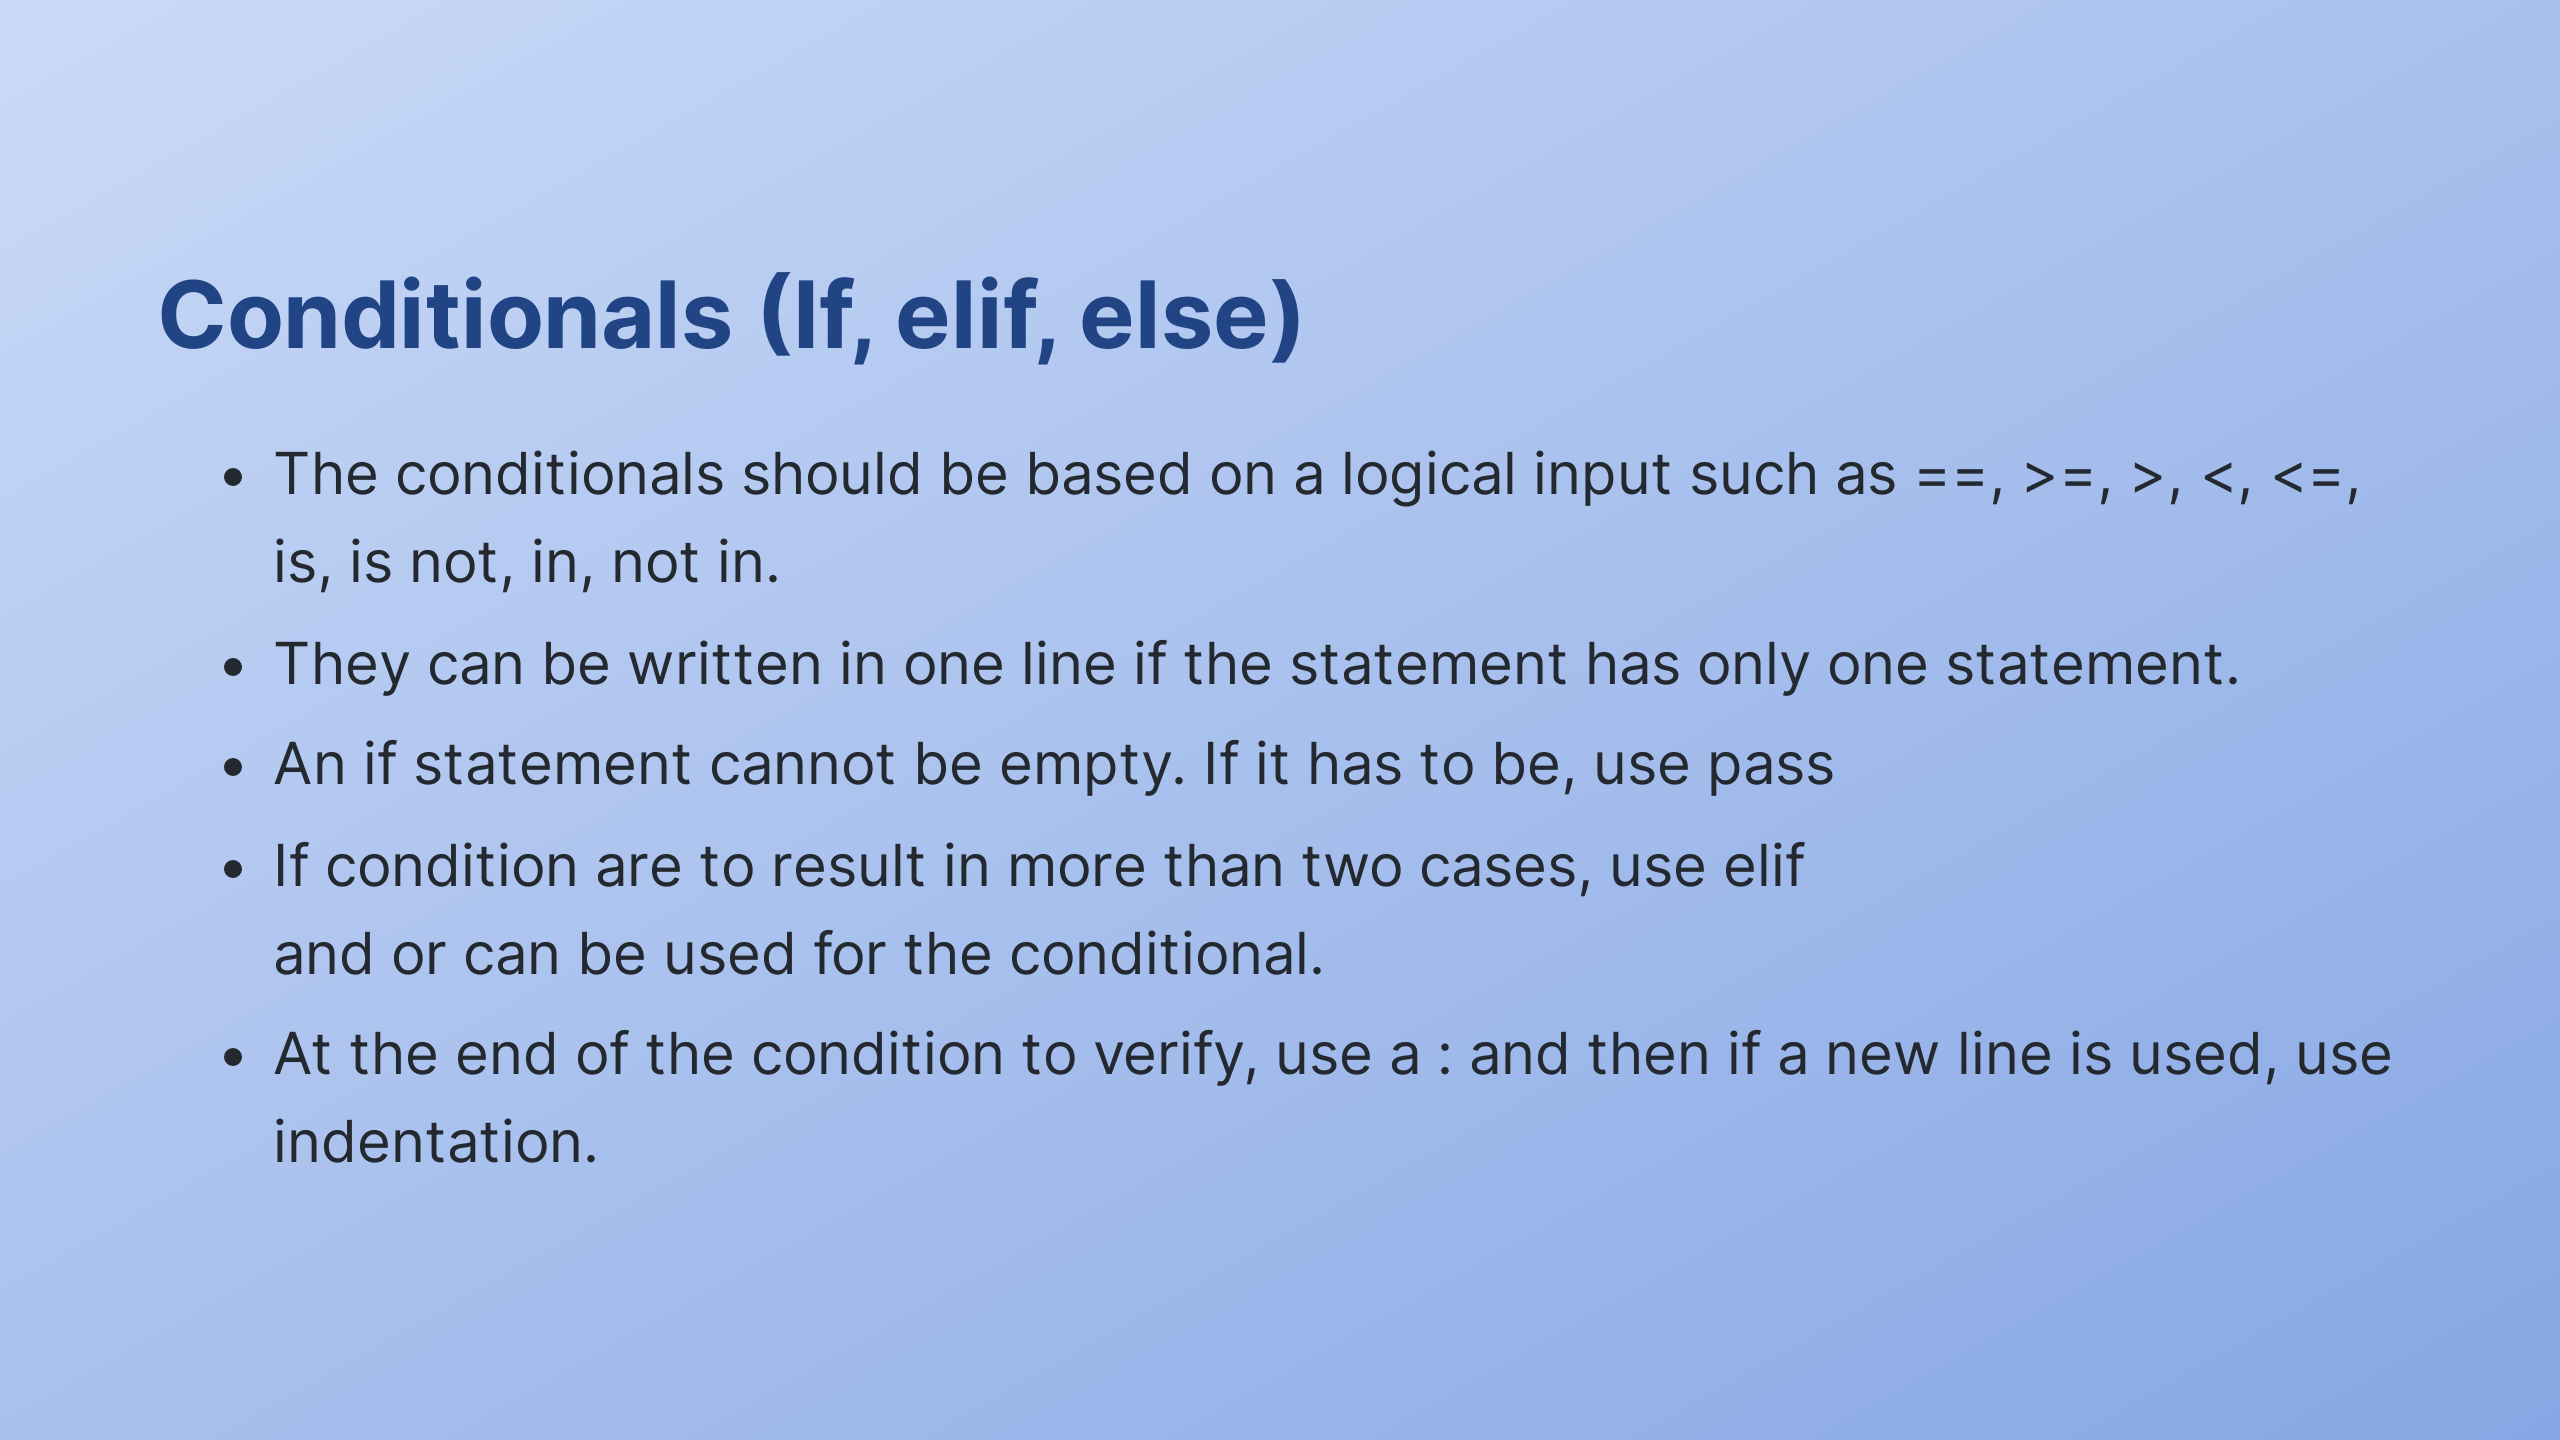 Conditionals (If, elif, else)
• The conditionals should be based on a logical input such as ==, >=, >, <, <=,
is, is not, in, not in.
• They can be written in one line if the statement has only one statement.
• An if statement cannot be empty. If it has to be, use pass
• If condition are to result in more than two cases, use elif
and or can be used for the conditional.
• At the end of the condition to verify, use a : and then if a new line is used, use
indentation.